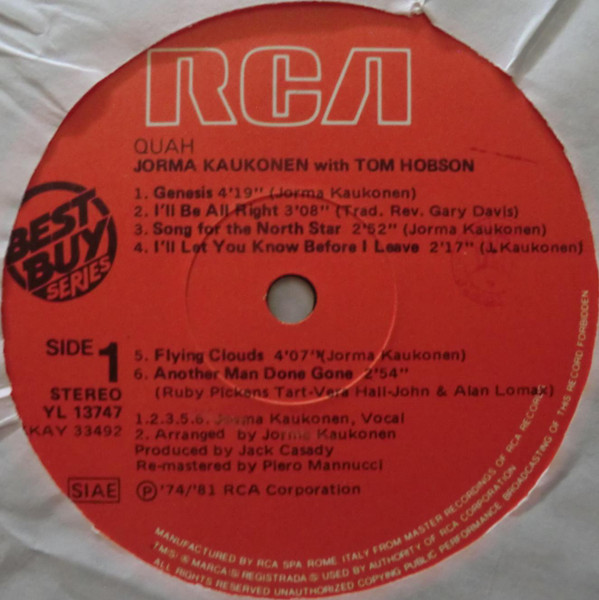 RCA
QUAH
JORMA KAUKONEN with TOM HOBSON
1. Genesis 4'19" (Jorma Kaukonen)
2. I'll Be All Right 3'08" (Trad. Rev. Gary Davis)
3. Song for the North Star 2'52" (Jorma Kaukonen)
4. I'll Let You Know Before I Leave 2'17" (J. Kaukonen)
BEST
BUY
SERIES
SIDE 1
STEREO
YL 13747
KAY 33492
5. Flying Clouds 4'07" (Jorma Kaukonen)
6. Another Man Done Gone 2'54"
(Ruby Pickens Tart-Vera Hall-John & Alan Lomax)
1.2.3.5.6. Jorma Kaukonen, Vocal
2. Arranged by Jorma Kaukonen
Produced by Jack Casady
Re-mastered by Piero Mannucci
SIAE
Ⓟ '74/'81 RCA Corporation
MANUFACTURED BY RCA SPA ROME ITALY FROM MASTER RECORDINGS OF RCA RECORDS
TMS ® MARCA S REGISTRADA S USED BY AUTHORITY OF RCA CORPORATION
ALL RIGHTS RESERVED UNAUTHORIZED COPYING PUBLIC PERFORMANCE BROADCASTING OF THIS RECORD FORBIDDEN